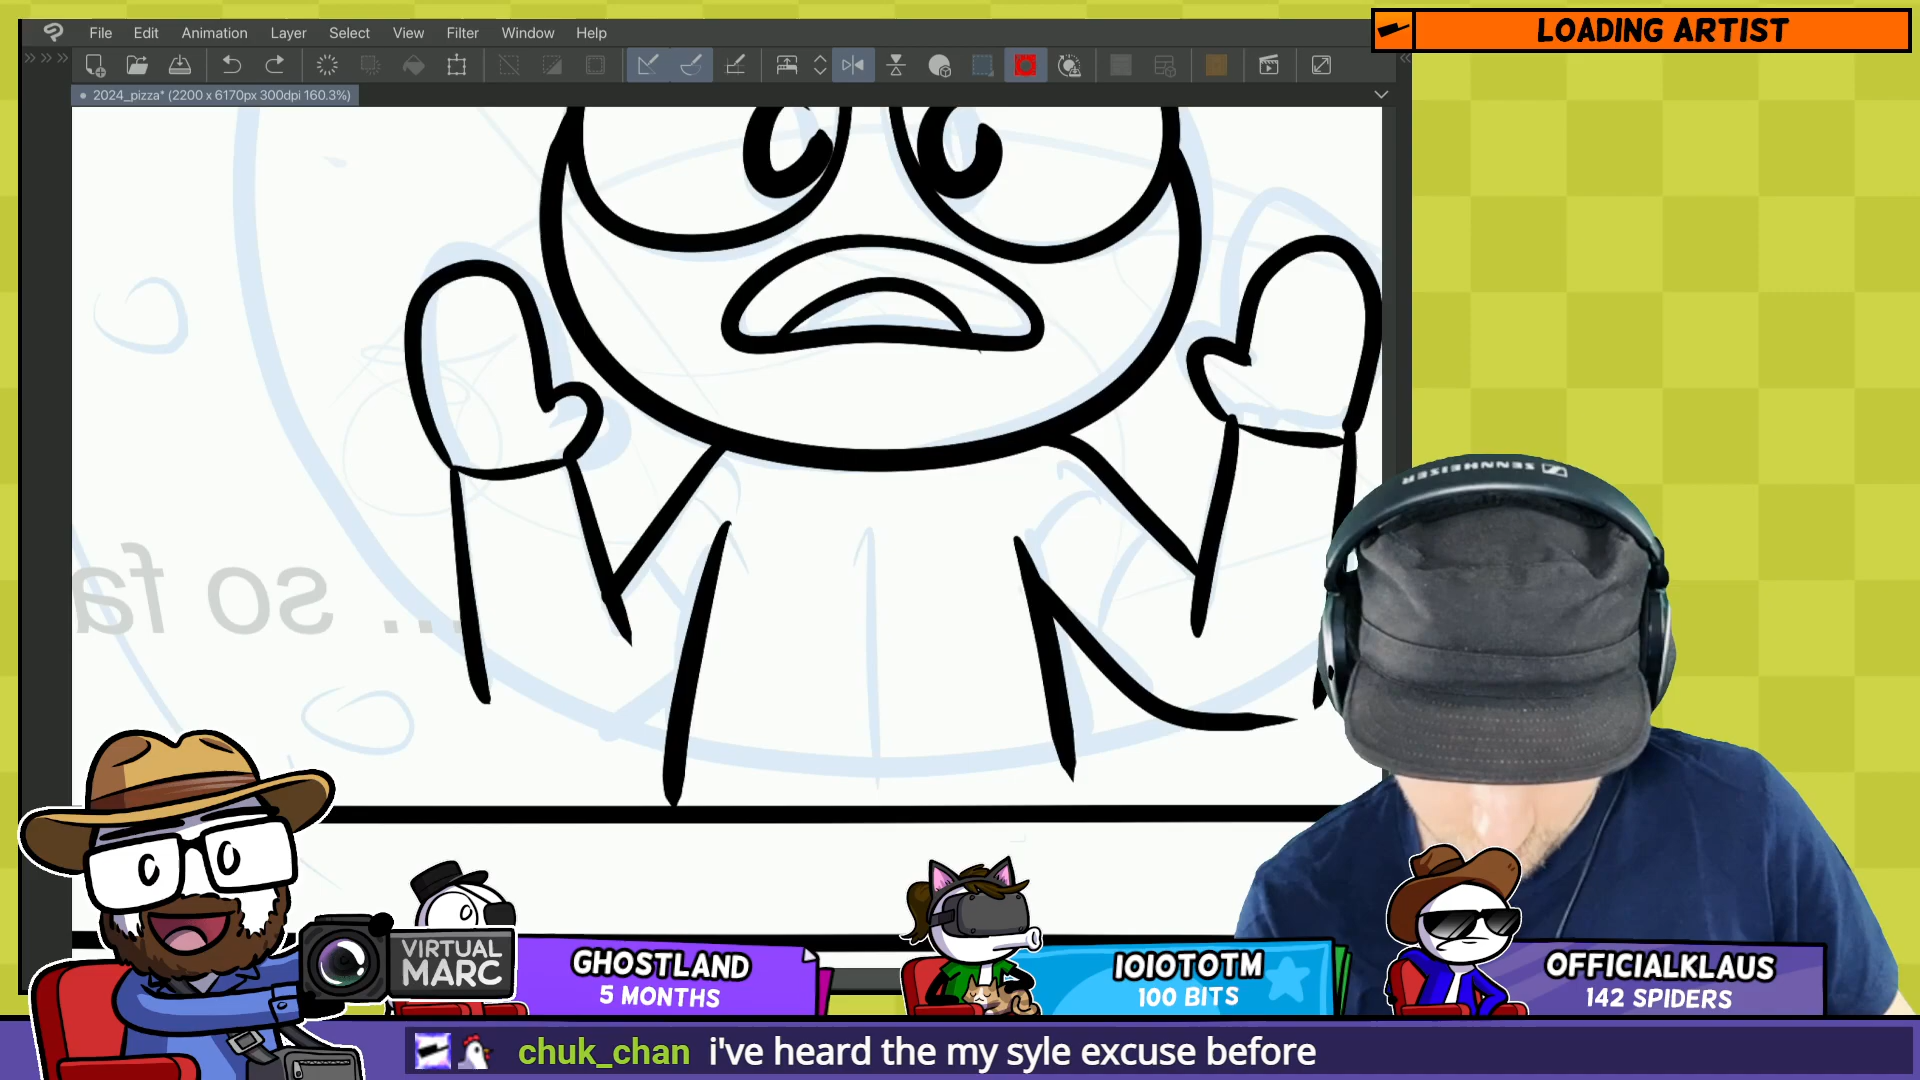 LOADING ARTIST
File Edit Animation Layer Select View Filter Window Help
2024_pizza* (2200 x 6170px 300dpi 160.3%)
SENNHEISER
... so fa
VIRTUAL
MARC
GHOSTLAND
5 MONTHS
IOIOTOTM
100 BITS
OFFICIALKLAUS
142 SPIDERS
chuk_chan i've heard the my syle excuse before